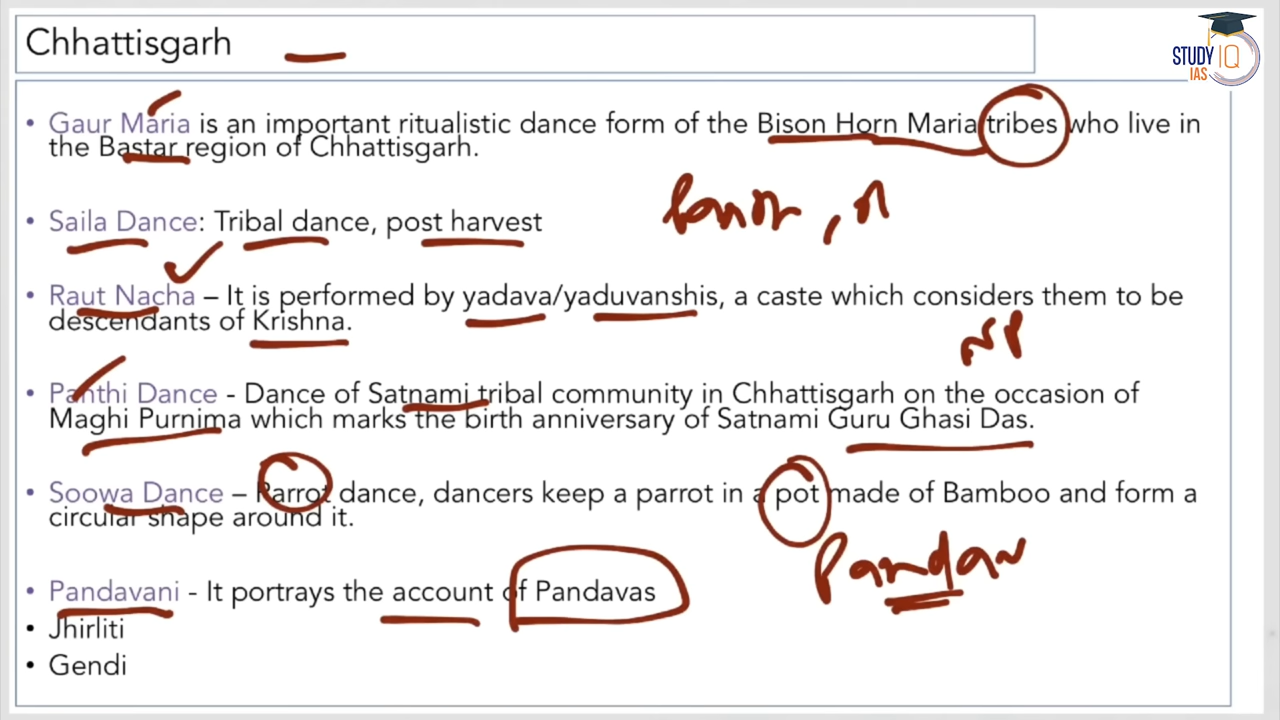 Chhattisgarh
STUDY IQ
IAS
• Gaur Maria is an important ritualistic dance form of the Bison Horn Maria tribes who live in
the Bastar region of Chhattisgarh.
• Saila Dance: Tribal dance, post harvest
• Raut Nacha – It is performed by yadava/yaduvanshis, a caste which considers them to be
descendants of Krishna.
NP
• Panthi Dance - Dance of Satnami tribal community in Chhattisgarh on the occasion of
Maghi Purnima which marks the birth anniversary of Satnami Guru Ghasi Das.
• Soowa Dance – Parrot dance, dancers keep a parrot in a pot made of Bamboo and form a
circular shape around it.
Pandav
• Pandavani - It portrays the account of Pandavas
• Jhirliti
• Gendi